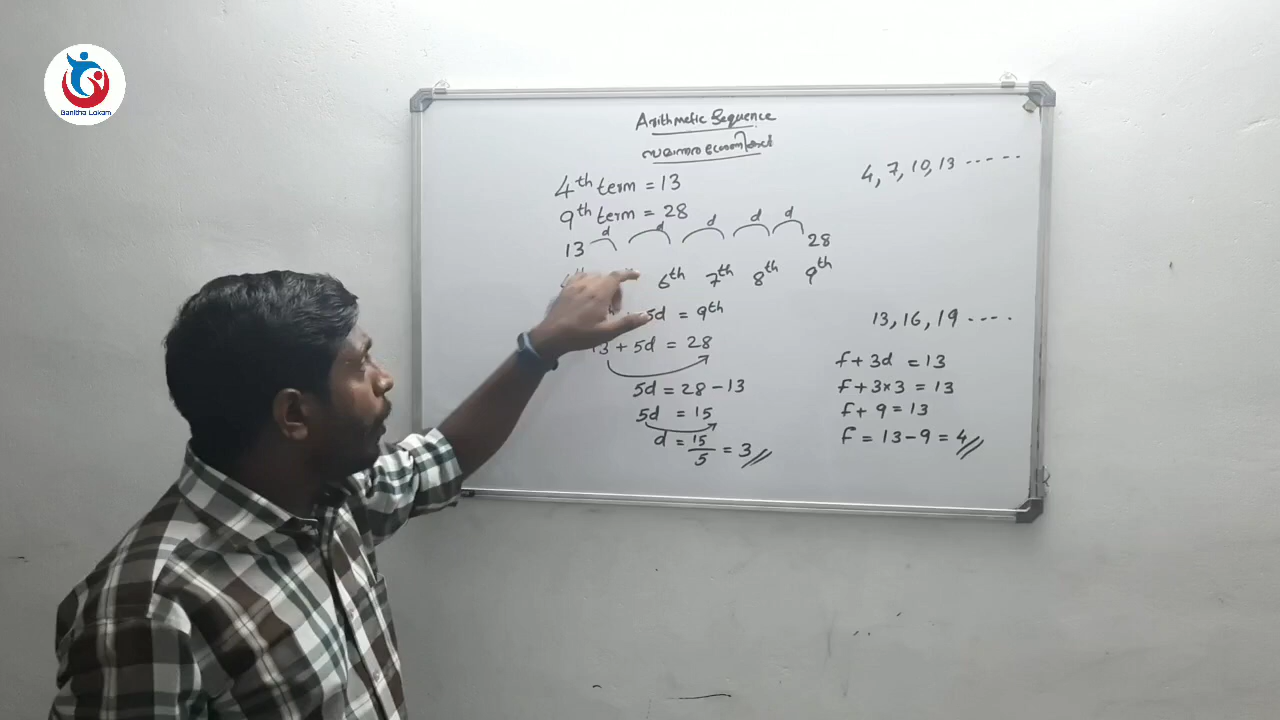 Ganitha Lokam
Arithmetic Sequence
4th term = 13
9th term = 28
d d d d d
13 28
6th 7th 8th 9th
5d = 9th
13 + 5d = 28
5d = 28 - 13
5d = 15
d = 15/5 = 3
4, 7, 10, 13 -----
13, 16, 19 ----
f + 3d = 13
f + 3×3 = 13
f + 9 = 13
f = 13 - 9 = 4